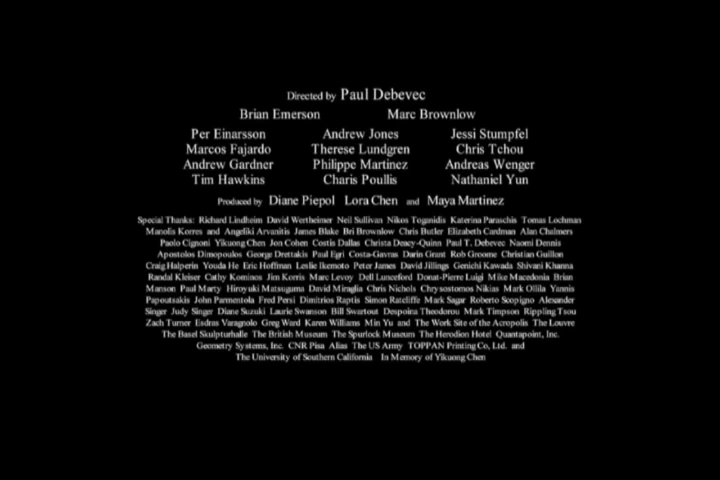 Directed by Paul Debevec
Brian Emerson Marc Brownlow
Per Einarsson Andrew Jones Jessi Stumpfel
Marcos Fajardo Therese Lundgren Chris Tchou
Andrew Gardner Philippe Martinez Andreas Wenger
Tim Hawkins Charis Poullis Nathaniel Yun
Produced by Diane Piepol Lora Chen and Maya Martinez
Special Thanks: Richard Lindheim David Wertheimer Neil Sullivan Nikos Toganidis Katerina Paraschis Tomas Lochman
Manolis Korres and Angeliki Arvanitis James Blake Bri Brownlow Chris Butler Elizabeth Cardman Alan Chalmers
Paolo Cignoni Yikuong Chen Jon Cohen Costis Dallas Christa Deacy-Quinn Paul T. Debevec Naomi Dennis
Apostolos Dimopoulos George Drettakis Paul Egri Costa-Gavras Darin Grant Rob Groome Christian Guillon
Craig Halperin Youda He Eric Hoffman Leslie Ikemoto Peter James David Jillings Genichi Kawada Shivani Khanna
Randal Kleiser Cathy Kominos Jim Korris Marc Levoy Dell Lunceford Donat-Pierre Luigi Mike Macedonia Brian
Manson Paul Marty Hiroyuki Matsuguma David Miraglia Chris Nichols Chrysostomos Nikias Mark Ollila Yannis
Papoutsakis John Parmentola Fred Persi Dimitrios Raptis Simon Ratcliffe Mark Sagar Roberto Scopigno Alexander
Singer Judy Singer Diane Suzuki Laurie Swanson Bill Swartout Despoina Theodorou Mark Timpson Rippling Tsou
Zach Turner Esdras Varagnolo Greg Ward Karen Williams Min Yu and The Work Site of the Acropolis The Louvre
The Basel Skulpturhalle The British Museum The Spurlock Museum The Herodion Hotel Quantapoint, Inc.
Geometry Systems, Inc. CNR Pisa Alias The US Army TOPPAN Printing Co, Ltd. and
The University of Southern California In Memory of Yikuong Chen